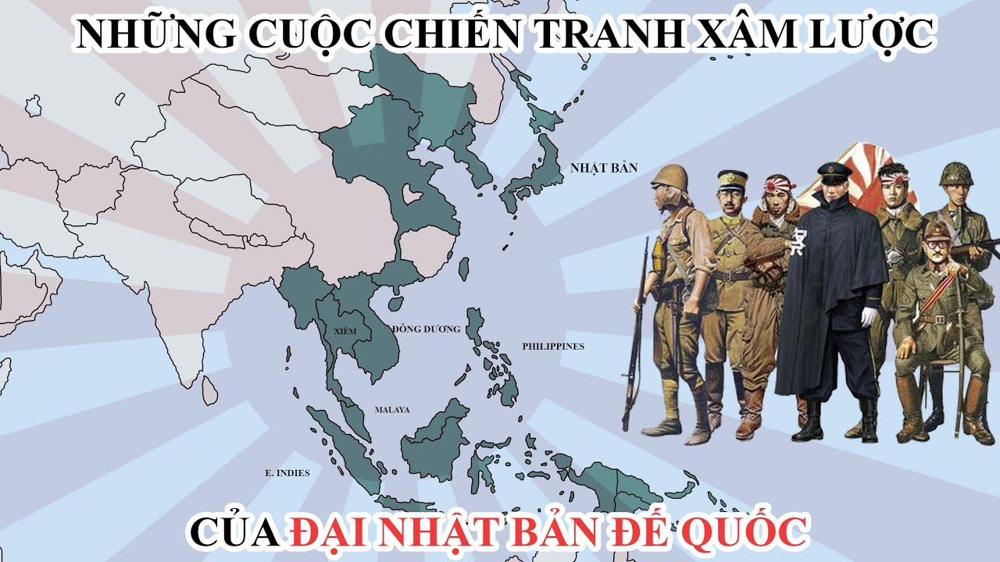 NHỮNG CUỘC CHIẾN TRANH XÂM LƯỢC
NHẬT BẢN
XIÊM
ĐÔNG DƯƠNG
PHILIPPINES
MALAYA
E. INDIES
CỦA ĐẠI NHẬT BẢN ĐẾ QUỐC